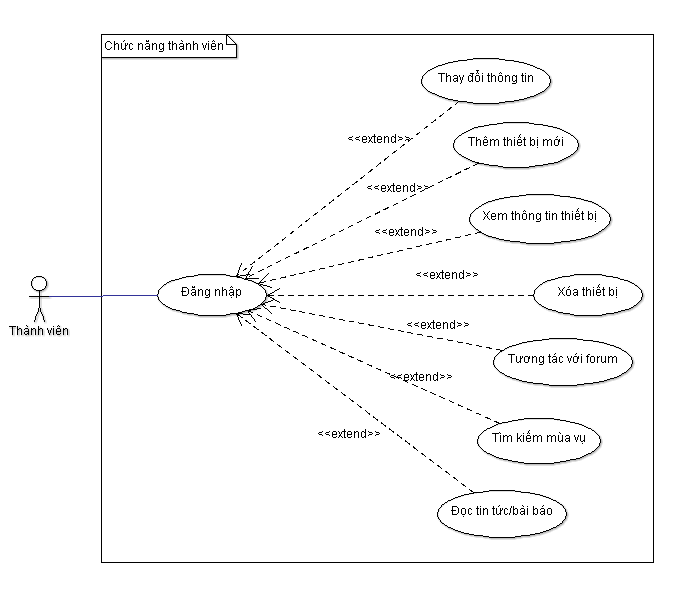 Chức năng thành viên
Thay đổi thông tin
<<extend>>
Thêm thiết bị mới
<<extend>>
Xem thông tin thiết bị
<<extend>>
<<extend>>
Đăng nhập
Xóa thiết bị
Thành viên
<<extend>>
Tương tác với forum
<<extend>>
Tìm kiếm mùa vụ
<<extend>>
Đọc tin tức/bài báo